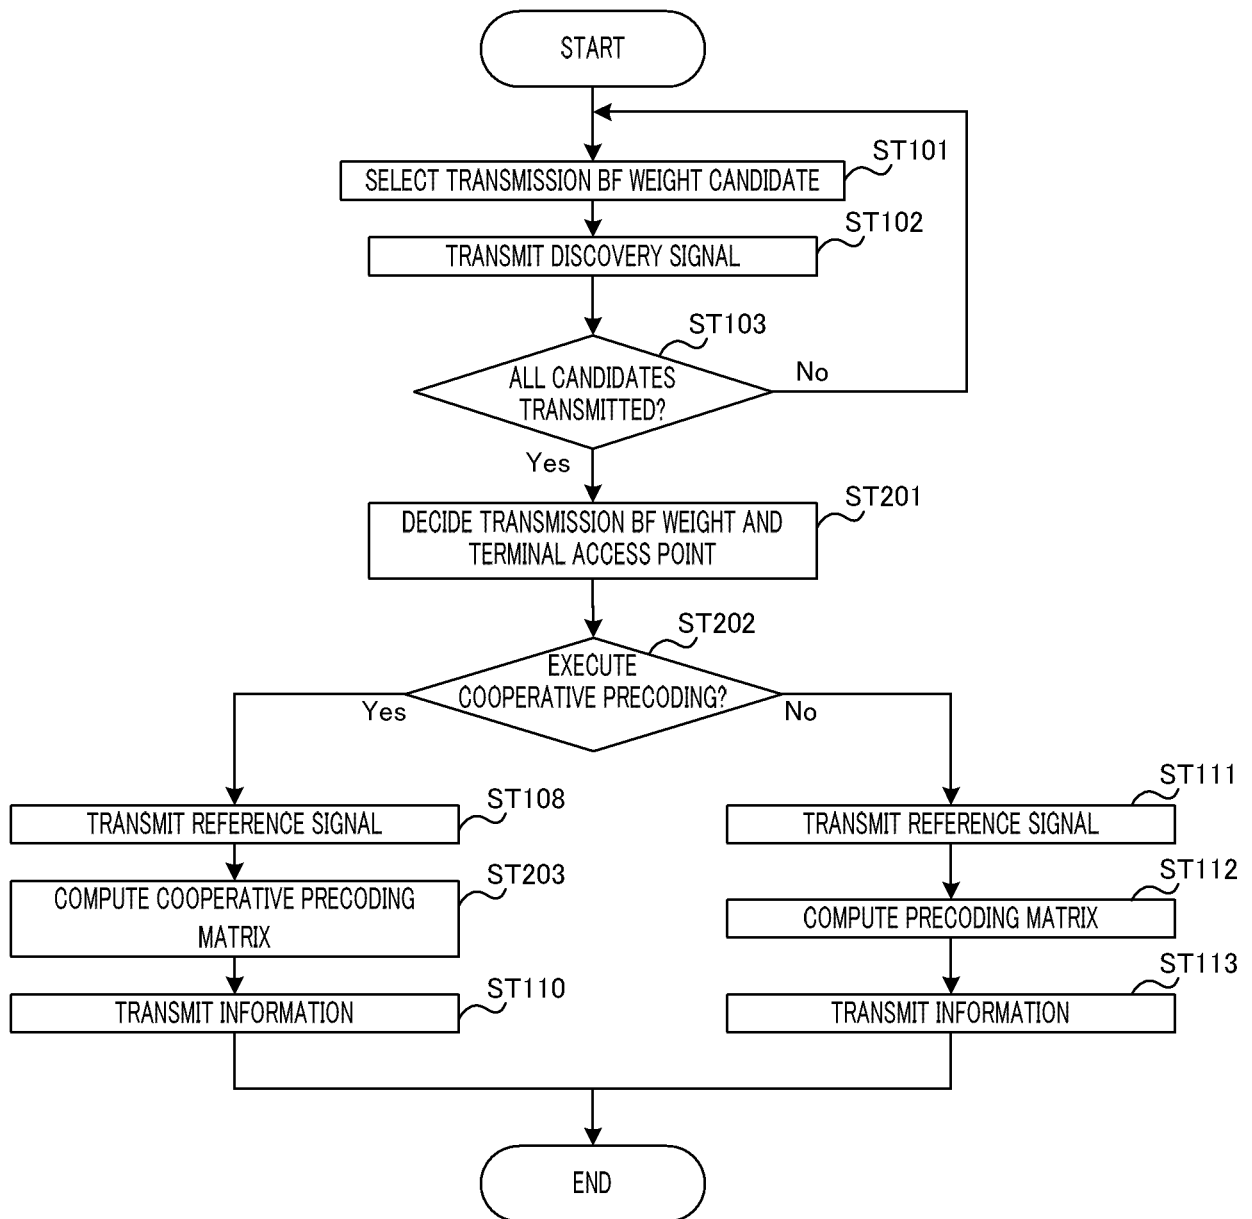 START
ST101
SELECT TRANSMISSION BF WEIGHT CANDIDATE
ST102
TRANSMIT DISCOVERY SIGNAL
ST103
ALL CANDIDATES
TRANSMITTED?
No
Yes
ST201
DECIDE TRANSMISSION BF WEIGHT AND
TERMINAL ACCESS POINT
ST202
EXECUTE
COOPERATIVE PRECODING?
Yes
No
ST108
TRANSMIT REFERENCE SIGNAL
ST203
COMPUTE COOPERATIVE PRECODING
MATRIX
ST110
TRANSMIT INFORMATION
ST111
TRANSMIT REFERENCE SIGNAL
ST112
COMPUTE PRECODING MATRIX
ST113
TRANSMIT INFORMATION
END